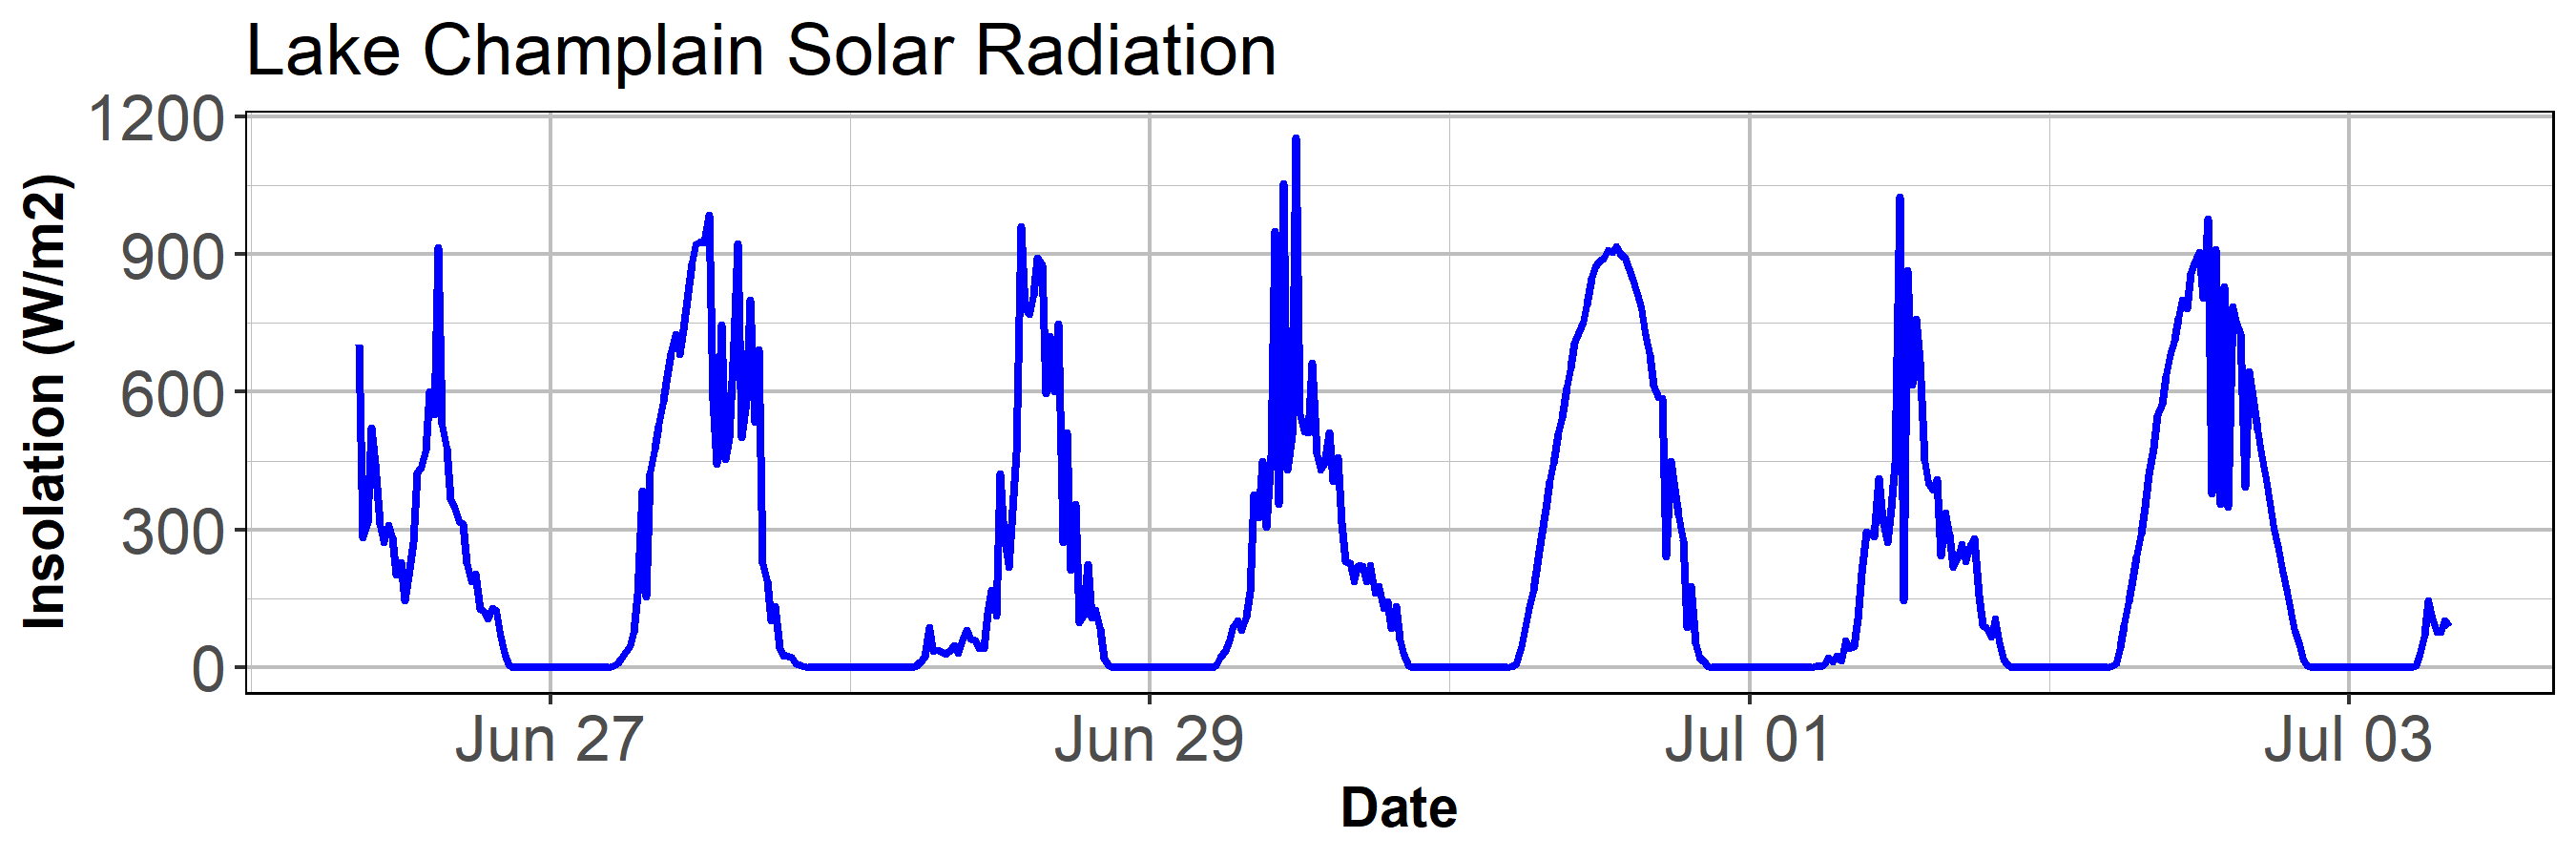 Lake Champlain Solar Radiation
1200
900
600
300
0
Insolation (W/m2)
Jun 27 Jun 29 Jul 01 Jul 03
Date